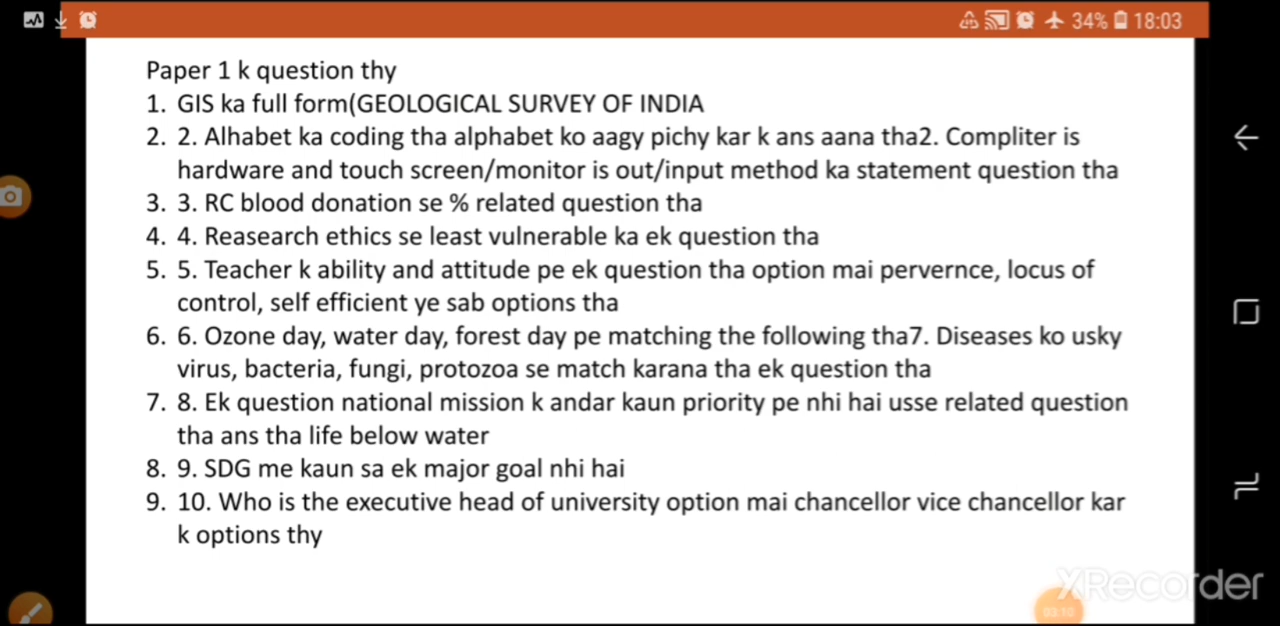 34% 18:03
Paper 1 k question thy
1. GIS ka full form(GEOLOGICAL SURVEY OF INDIA
2. 2. Alhabet ka coding tha alphabet ko aagy pichy kar k ans aana tha2. Compliter is
hardware and touch screen/monitor is out/input method ka statement question tha
3. 3. RC blood donation se % related question tha
4. 4. Reasearch ethics se least vulnerable ka ek question tha
5. 5. Teacher k ability and attitude pe ek question tha option mai pervernce, locus of
control, self efficient ye sab options tha
6. 6. Ozone day, water day, forest day pe matching the following tha7. Diseases ko usky
virus, bacteria, fungi, protozoa se match karana tha ek question tha
7. 8. Ek question national mission k andar kaun priority pe nhi hai usse related question
tha ans tha life below water
8. 9. SDG me kaun sa ek major goal nhi hai
9. 10. Who is the executive head of university option mai chancellor vice chancellor kar
k options thy
XRecorder
03:10